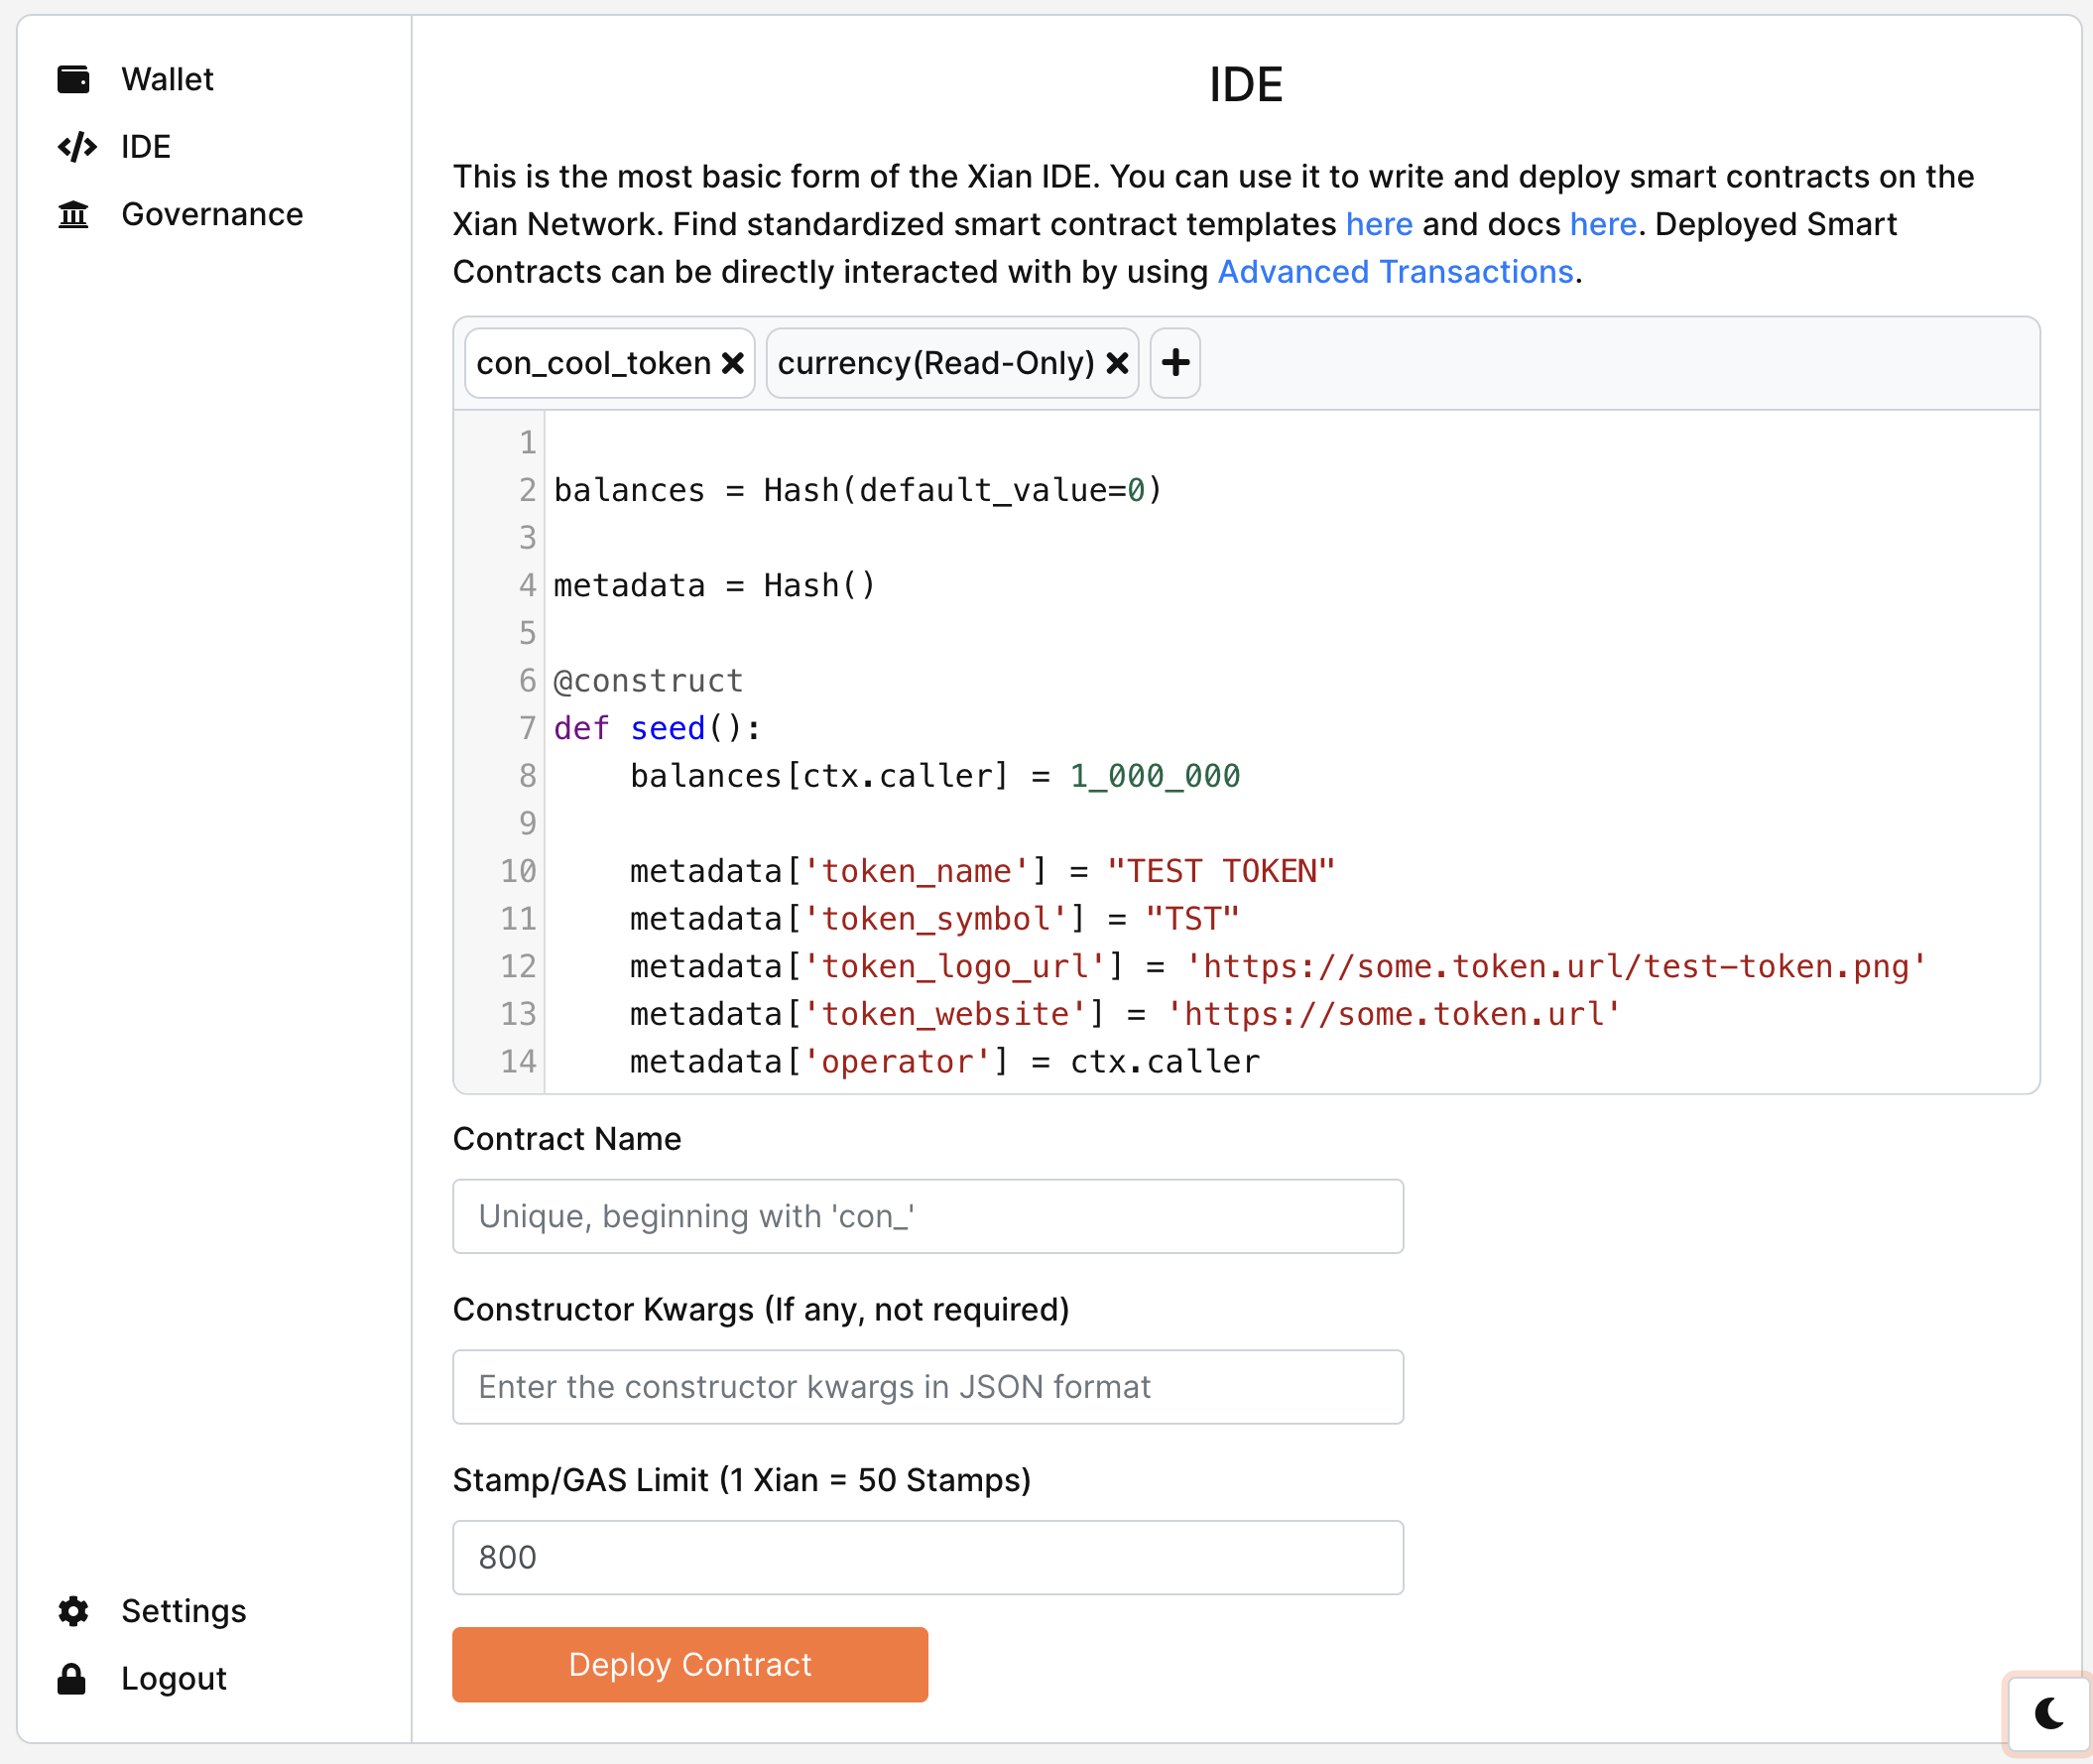 Wallet
IDE
Governance
Settings
Logout
IDE
This is the most basic form of the Xian IDE. You can use it to write and deploy smart contracts on the
Xian Network. Find standardized smart contract templates here and docs here. Deployed Smart
Contracts can be directly interacted with by using Advanced Transactions.
con_cool_token
currency(Read-Only)
1
2 balances = Hash(default_value=0)
3
4 metadata = Hash()
5
6 @construct
7 def seed():
8     balances[ctx.caller] = 1_000_000
9
10     metadata['token_name'] = "TEST TOKEN"
11     metadata['token_symbol'] = "TST"
12     metadata['token_logo_url'] = 'https://some.token.url/test-token.png'
13     metadata['token_website'] = 'https://some.token.url'
14     metadata['operator'] = ctx.caller
Contract Name
Unique, beginning with 'con_'
Constructor Kwargs (If any, not required)
Enter the constructor kwargs in JSON format
Stamp/GAS Limit (1 Xian = 50 Stamps)
800
Deploy Contract